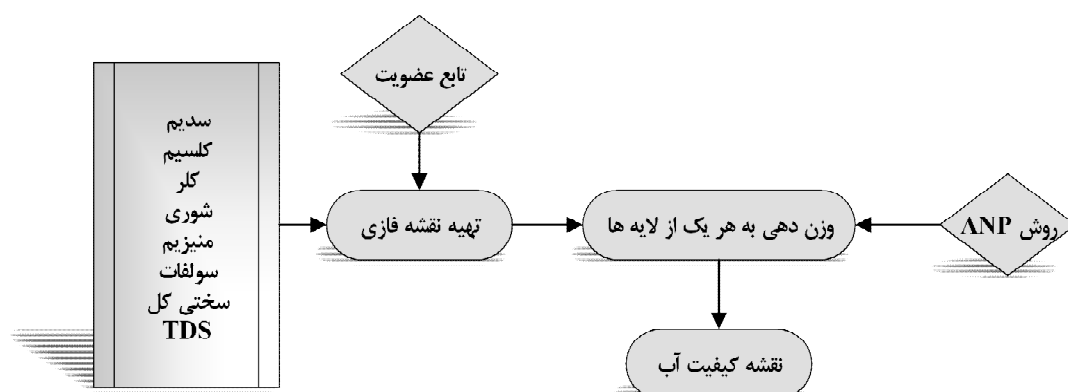 تابع عضویت
سدیم
کلسیم
کلر
شوری
منیزیم
سولفات
سختی کل
TDS
تهیه نقشه فازی
وزن دهی به هر یک از لایه ها
روش ANP
نقشه کیفیت آب